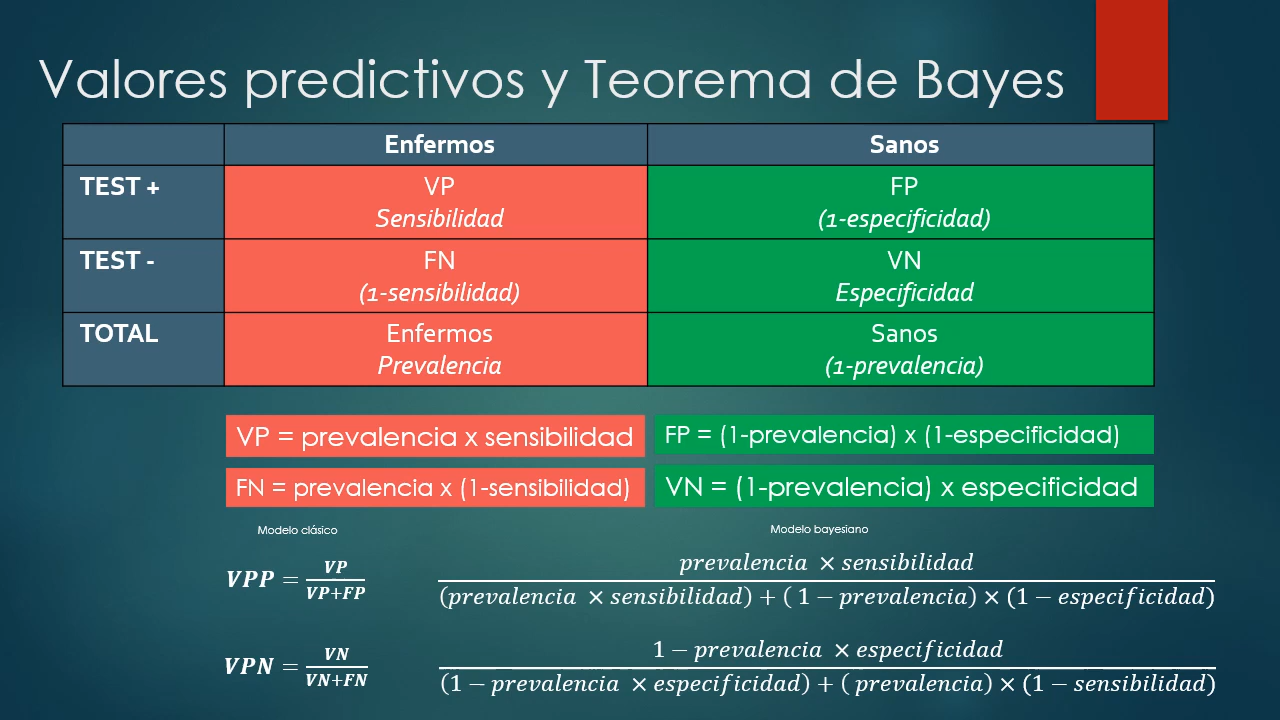 Valores predictivos y Teorema de Bayes
Enfermos Sanos
TEST + VP FP
Sensibilidad (1-especificidad)
TEST - FN VN
(1-sensibilidad) Especificidad
TOTAL Enfermos Sanos
Prevalencia (1-prevalencia)
VP = prevalencia x sensibilidad FP = (1-prevalencia) x (1-especificidad)
FN = prevalencia x (1-sensibilidad) VN = (1-prevalencia) x especificidad
Modelo clásico Modelo bayesiano
VPP = VP / VP+FP
prevalencia × sensibilidad
(prevalencia × sensibilidad) + ( 1 − prevalencia) × (1 − especificidad)
VPN = VN / VN+FN
1 − prevalencia × especificidad
(1 − prevalencia × especificidad) + ( prevalencia) × (1 − sensibilidad)